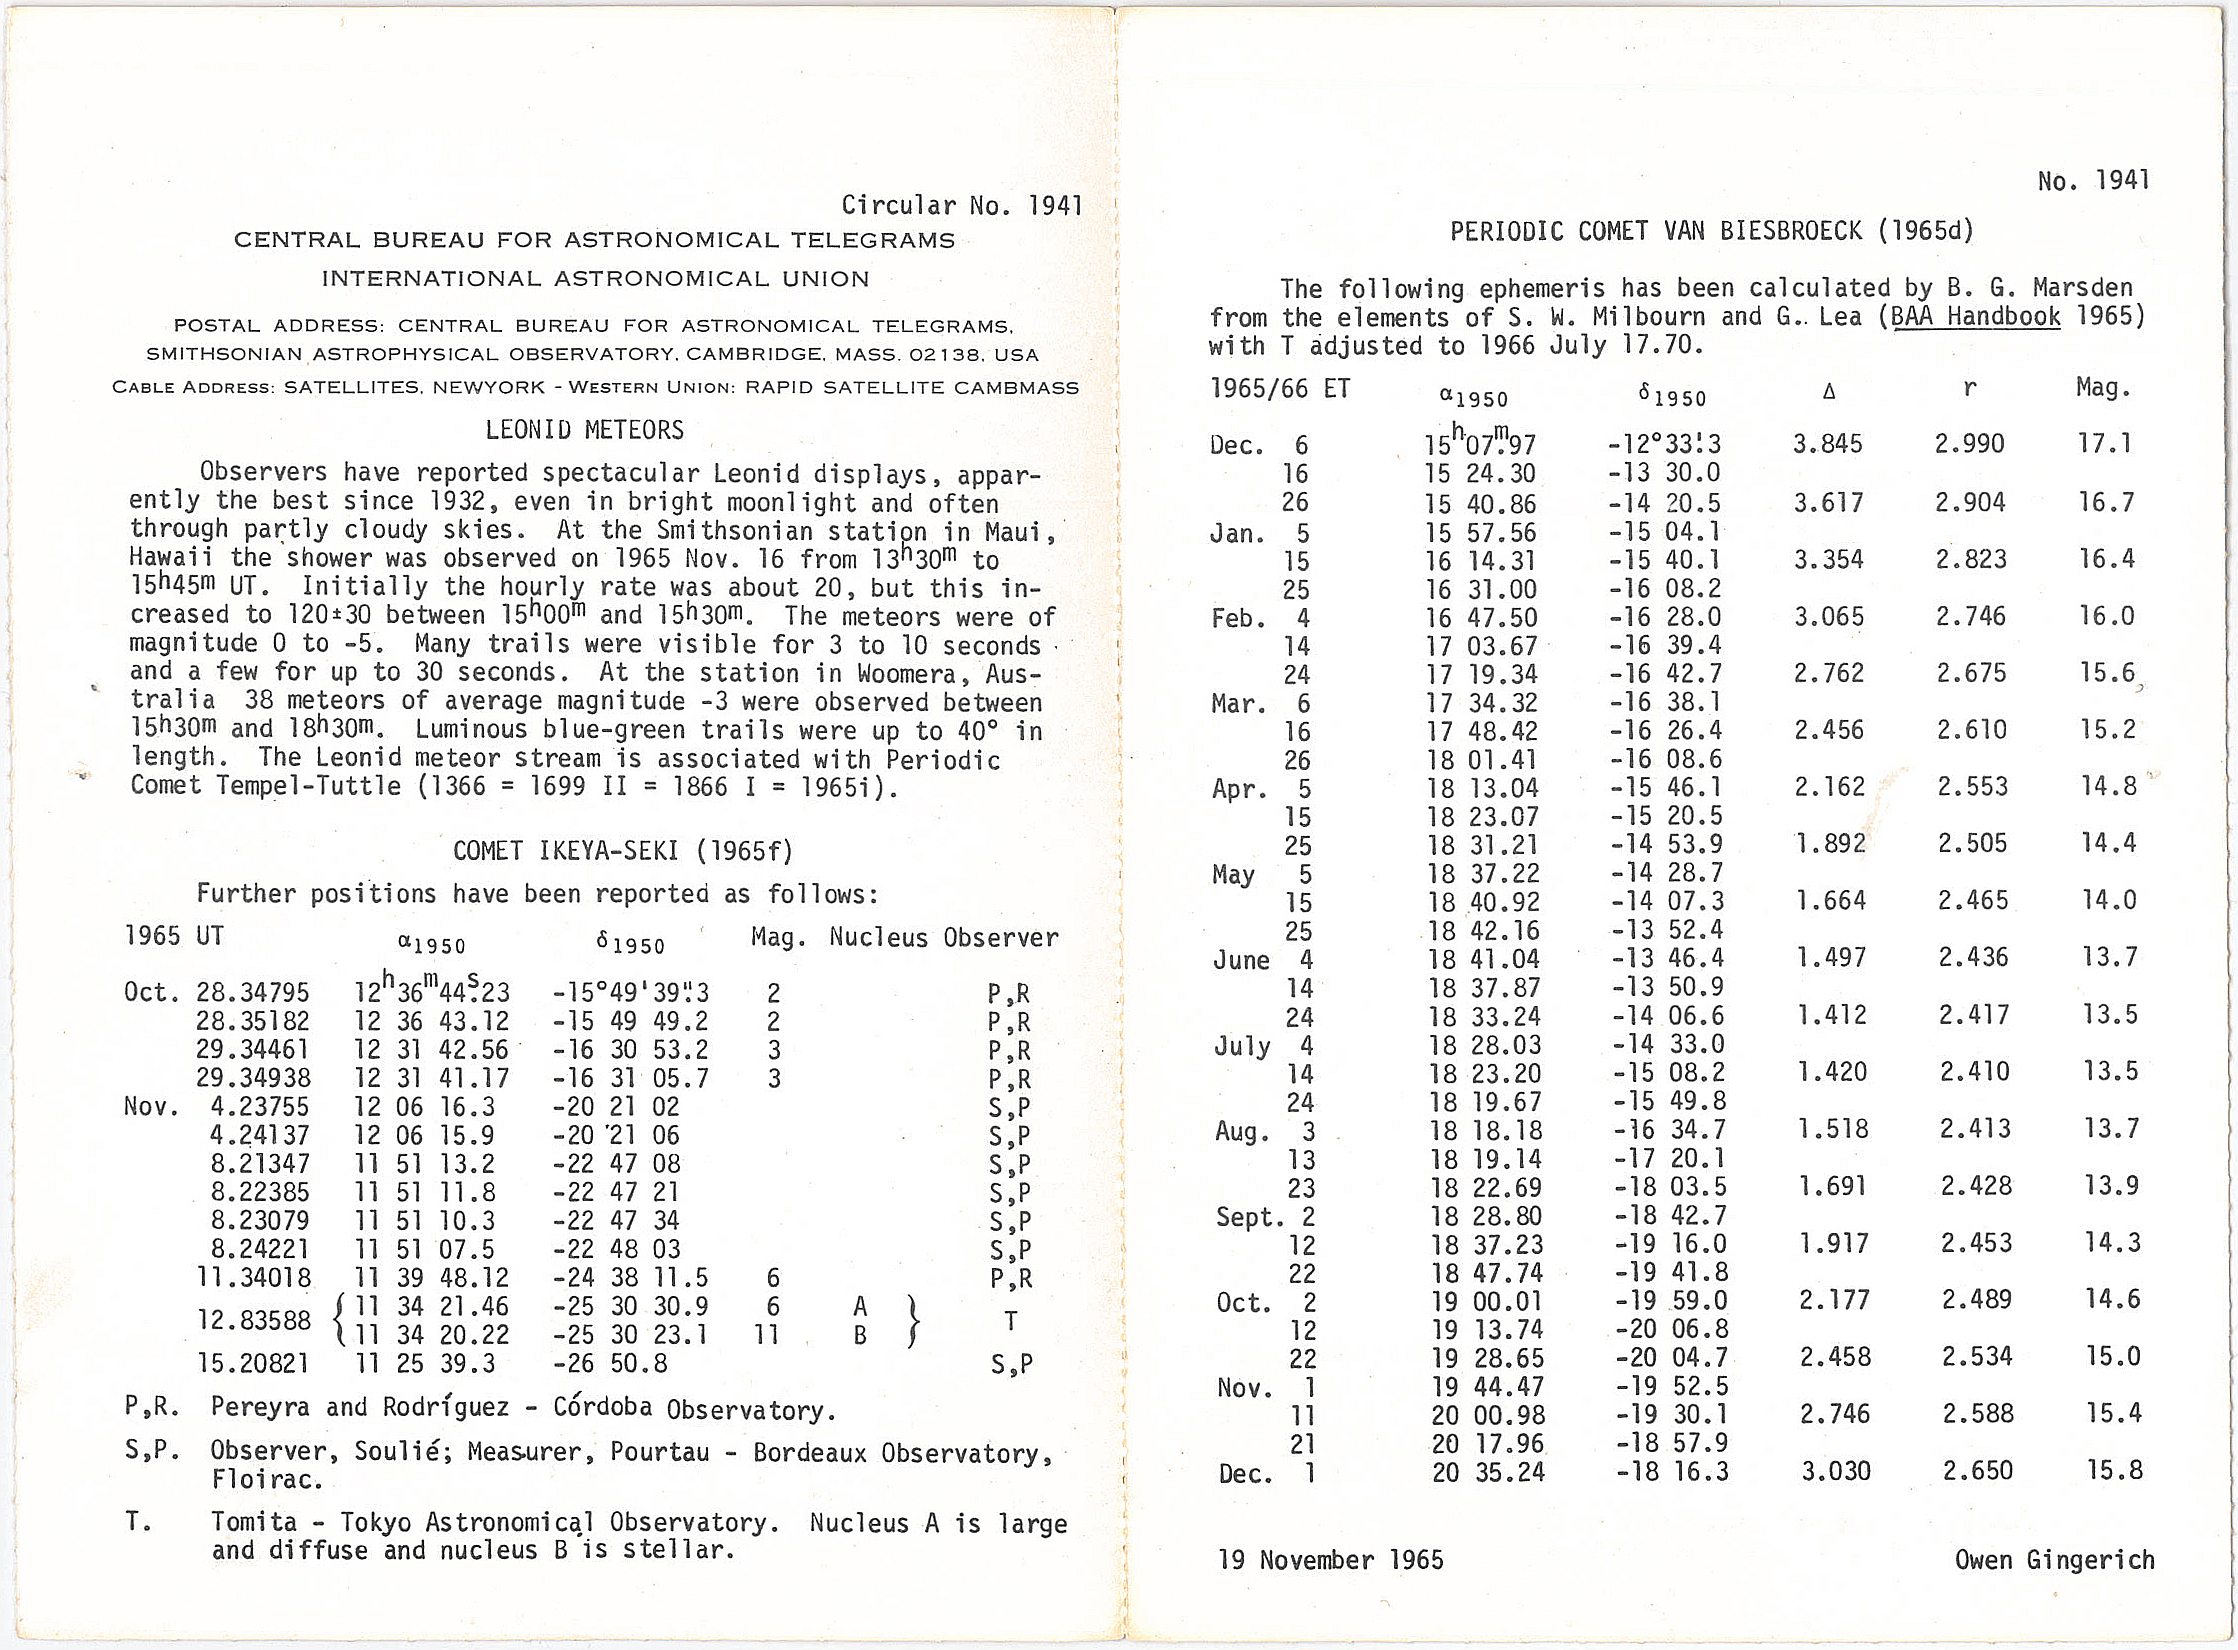 Circular No. 1941
CENTRAL BUREAU FOR ASTRONOMICAL TELEGRAMS
INTERNATIONAL ASTRONOMICAL UNION
POSTAL ADDRESS: CENTRAL BUREAU FOR ASTRONOMICAL TELEGRAMS,
SMITHSONIAN ASTROPHYSICAL OBSERVATORY, CAMBRIDGE, MASS. 02138, USA
CABLE ADDRESS: SATELLITES, NEWYORK - WESTERN UNION: RAPID SATELLITE CAMBMASS
LEONID METEORS
Observers have reported spectacular Leonid displays, appar-
ently the best since 1932, even in bright moonlight and often
through partly cloudy skies. At the Smithsonian station in Maui,
Hawaii the shower was observed on 1965 Nov. 16 from 13ʰ30ᵐ to
15ʰ45ᵐ UT. Initially the hourly rate was about 20, but this in-
creased to 120±30 between 15ʰ00ᵐ and 15ʰ30ᵐ. The meteors were of
magnitude 0 to -5. Many trails were visible for 3 to 10 seconds
and a few for up to 30 seconds. At the station in Woomera, Aus-
tralia 38 meteors of average magnitude -3 were observed between
15ʰ30ᵐ and 18ʰ30ᵐ. Luminous blue-green trails were up to 40° in
length. The Leonid meteor stream is associated with Periodic
Comet Tempel-Tuttle (1366 = 1699 II = 1866 I = 1965i).
COMET IKEYA-SEKI (1965f)
Further positions have been reported as follows:
1965 UT α1950 δ1950 Mag. Nucleus Observer
Oct. 28.34795 12ʰ36ᵐ44ˢ.23 -15°49'39".3 2 P,R
28.35182 12 36 43.12 -15 49 49.2 2 P,R
29.34461 12 31 42.56 -16 30 53.2 3 P,R
29.34938 12 31 41.17 -16 31 05.7 3 P,R
Nov. 4.23755 12 06 16.3 -20 21 02 S,P
4.24137 12 06 15.9 -20 21 06 S,P
8.21347 11 51 13.2 -22 47 08 S,P
8.22385 11 51 11.8 -22 47 21 S,P
8.23079 11 51 10.3 -22 47 34 S,P
8.24221 11 51 07.5 -22 48 03 S,P
11.34018 11 39 48.12 -24 38 11.5 6 P,R
12.83588 { 11 34 21.46 -25 30 30.9 6 A } T
11 34 20.22 -25 30 23.1 11 B
15.20821 11 25 39.3 -26 50.8 S,P
P,R. Pereyra and Rodríguez - Córdoba Observatory.
S,P. Observer, Soulié; Measurer, Pourtau - Bordeaux Observatory,
Floirac.
T. Tomita - Tokyo Astronomical Observatory. Nucleus A is large
and diffuse and nucleus B is stellar.
No. 1941
PERIODIC COMET VAN BIESBROECK (1965d)
The following ephemeris has been calculated by B. G. Marsden
from the elements of S. W. Milbourn and G. Lea (BAA Handbook 1965)
with T adjusted to 1966 July 17.70.
1965/66 ET α1950 δ1950 Δ r Mag.
Dec. 6 15ʰ07ᵐ.97 -12°33'.3 3.845 2.990 17.1
16 15 24.30 -13 30.0
26 15 40.86 -14 20.5 3.617 2.904 16.7
Jan. 5 15 57.56 -15 04.1
15 16 14.31 -15 40.1 3.354 2.823 16.4
25 16 31.00 -16 08.2
Feb. 4 16 47.50 -16 28.0 3.065 2.746 16.0
14 17 03.67 -16 39.4
24 17 19.34 -16 42.7 2.762 2.675 15.6
Mar. 6 17 34.32 -16 38.1
16 17 48.42 -16 26.4 2.456 2.610 15.2
26 18 01.41 -16 08.6
Apr. 5 18 13.04 -15 46.1 2.162 2.553 14.8
15 18 23.07 -15 20.5
25 18 31.21 -14 53.9 1.892 2.505 14.4
May 5 18 37.22 -14 28.7
15 18 40.92 -14 07.3 1.664 2.465 14.0
25 18 42.16 -13 52.4
June 4 18 41.04 -13 46.4 1.497 2.436 13.7
14 18 37.87 -13 50.9
24 18 33.24 -14 06.6 1.412 2.417 13.5
July 4 18 28.03 -14 33.0
14 18 23.20 -15 08.2 1.420 2.410 13.5
24 18 19.67 -15 49.8
Aug. 3 18 18.18 -16 34.7 1.518 2.413 13.7
13 18 19.14 -17 20.1
23 18 22.69 -18 03.5 1.691 2.428 13.9
Sept. 2 18 28.80 -18 42.7
12 18 37.23 -19 16.0 1.917 2.453 14.3
22 18 47.74 -19 41.8
Oct. 2 19 00.01 -19 59.0 2.177 2.489 14.6
12 19 13.74 -20 06.8
22 19 28.65 -20 04.7 2.458 2.534 15.0
Nov. 1 19 44.47 -19 52.5
11 20 00.98 -19 30.1 2.746 2.588 15.4
21 20 17.96 -18 57.9
Dec. 1 20 35.24 -18 16.3 3.030 2.650 15.8
19 November 1965 Owen Gingerich